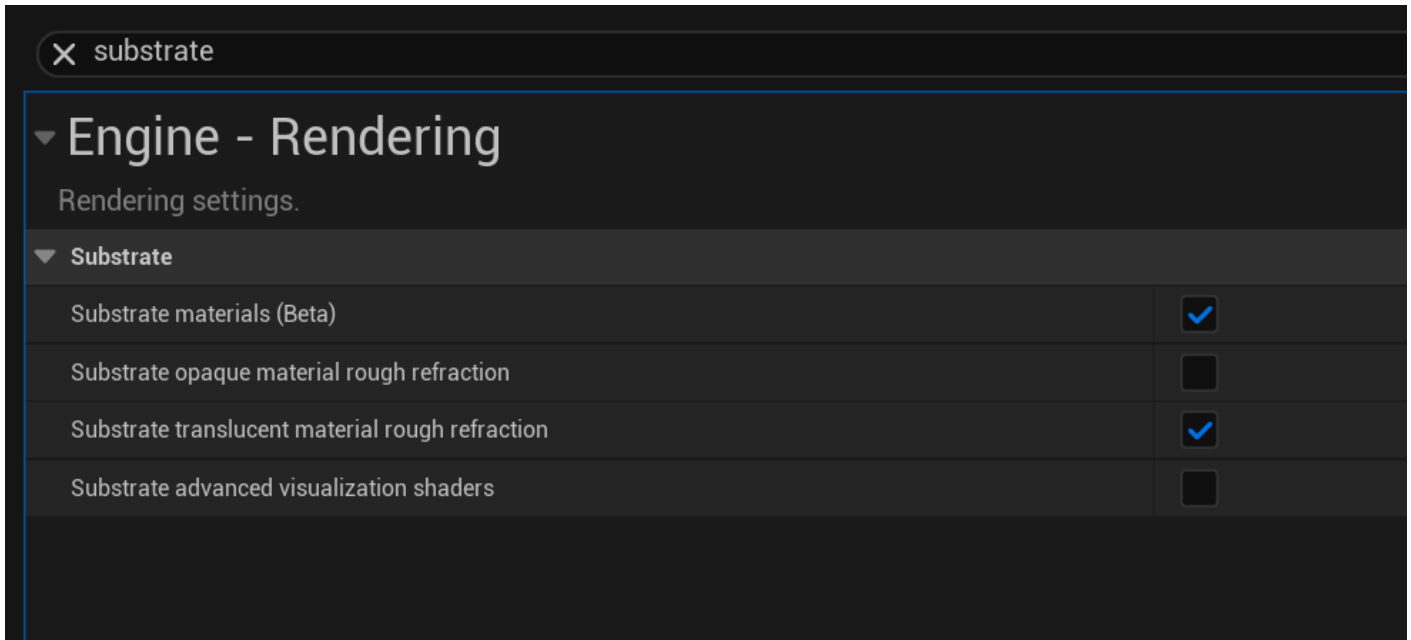 substrate
Engine - Rendering
Rendering settings.
Substrate
Substrate materials (Beta)
Substrate opaque material rough refraction
Substrate translucent material rough refraction
Substrate advanced visualization shaders